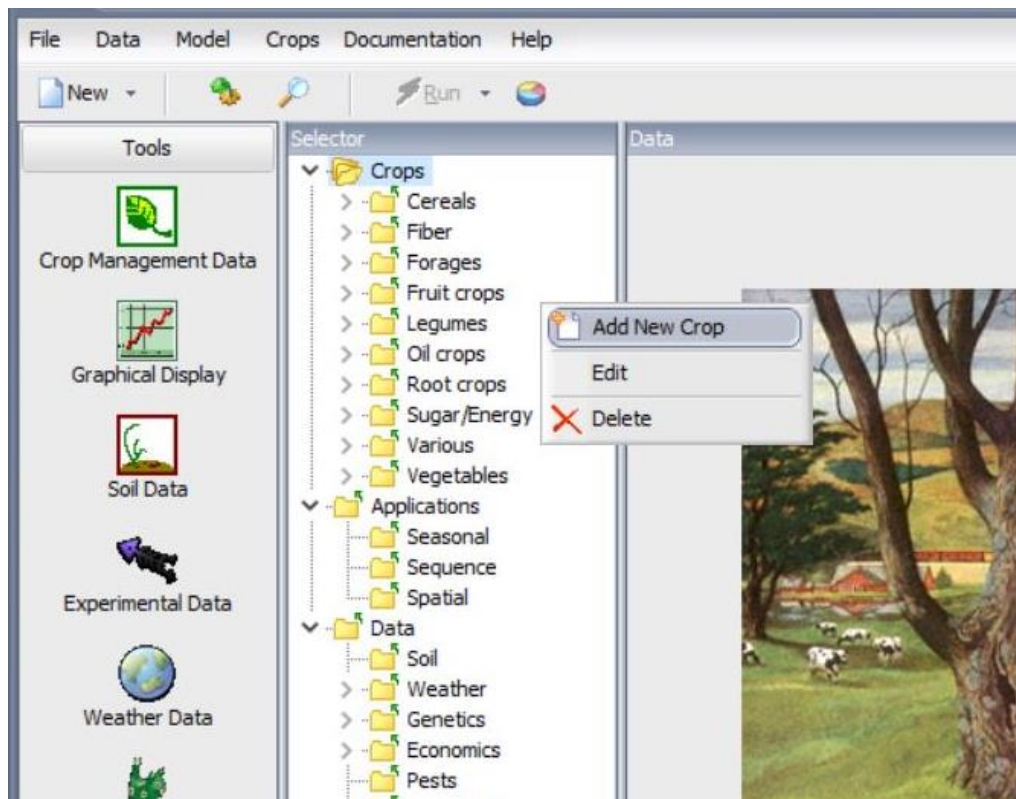 File Data Model Crops Documentation Help
New Run
Tools
Crop Management Data
Graphical Display
Soil Data
Experimental Data
Weather Data
Selector
Crops
Cereals
Fiber
Forages
Fruit crops
Legumes
Oil crops
Root crops
Sugar/Energy
Various
Vegetables
Applications
Seasonal
Sequence
Spatial
Data
Soil
Weather
Genetics
Economics
Pests
Data
Add New Crop
Edit
Delete